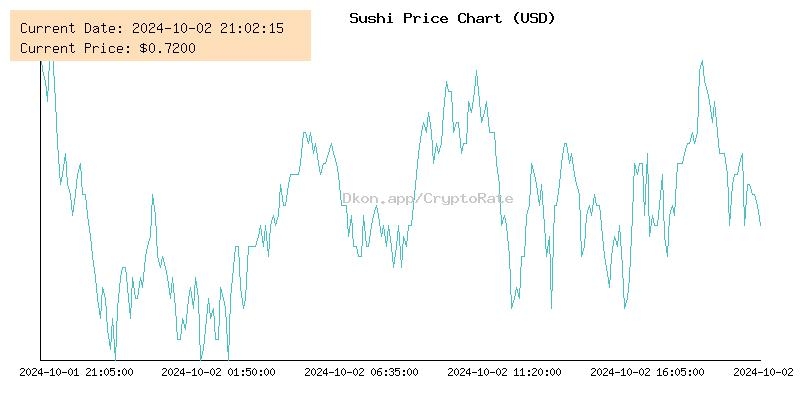 Sushi Price Chart (USD)
Current Date: 2024-10-02 21:02:15
Current Price: $0.7200
Dkon.app/CryptoRate
2024-10-01 21:05:00 2024-10-02 01:50:00 2024-10-02 06:35:00 2024-10-02 11:20:00 2024-10-02 16:05:00 2024-10-02